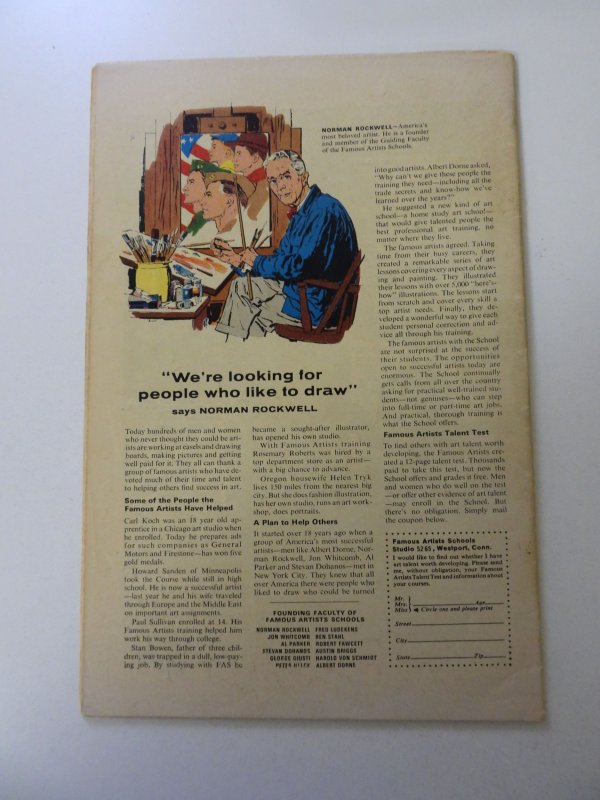 NORMAN ROCKWELL—America's
most beloved artist. He is a founder
and member of the Guiding Faculty
of the Famous Artists Schools.
"We're looking for
people who like to draw"
says NORMAN ROCKWELL
Today hundreds of men and women
who never thought they could be art-
ists are working at easels and drawing
boards, making pictures and getting
well paid for it. They all can thank a
group of famous artists who have de-
voted much of their time and talent
to helping others find success in art.
Some of the People the
Famous Artists Have Helped
Carl Koch was an 18 year old ap-
prentice in a Chicago art studio when
he enrolled. Today he prepares ads
for such companies as General
Motors and Firestone—has won five
gold medals.
Howard Sanden of Minneapolis
took the Course while still in high
school. He is now a successful artist
—last year he and his wife traveled
through Europe and the Middle East
on important art assignments.
Paul Sullivan enrolled at 14. His
Famous Artists training helped him
work his way through college.
Stan Bowen, father of three chil-
dren, was trapped in a dull, low-pay-
ing job. By studying with FAS he
became a sought-after illustrator,
has opened his own studio.
With Famous Artists training
Rosemary Roberts was hired by a
top department store as an artist—
with a big chance to advance.
Oregon housewife Helen Tryk
lives 150 miles from the nearest big
city. But she does fashion illustration,
has her own studio, runs an art work-
shop, does portraits.
A Plan to Help Others
It started over 18 years ago when a
group of America's most successful
artists—men like Albert Dorne, Nor-
man Rockwell, Jon Whitcomb, Al
Parker and Stevan Dohanos—met in
New York City. They knew that all
over America there were people who
liked to draw who could be turned
FOUNDING FACULTY OF
FAMOUS ARTISTS SCHOOLS
NORMAN ROCKWELL FRED LUDEKENS
JON WHITCOMB BEN STAHL
AL PARKER ROBERT FAWCETT
STEVAN DOHANOS AUSTIN BRIGGS
GEORGE GIUSTI HAROLD VON SCHMIDT
PETER HELCK ALBERT DORNE
into good artists. Albert Dorne asked,
"Why can't we give these people the
training they need—including all the
trade secrets and know-how we've
learned over the years?"
He suggested a new kind of art
school—a home study art school—
that would give talented people the
best professional art training, no
matter where they live.
The famous artists agreed. Taking
time from their busy careers, they
created a remarkable series of art
lessons covering every aspect of draw-
ing and painting. They illustrated
their lessons with over 5,000 "here's-
how" illustrations. The lessons start
from scratch and cover every skill a
top artist needs. Finally, they de-
veloped a wonderful way to give each
student personal correction and ad-
vice all through his training.
The famous artists with the School
are not surprised at the success of
their students. The opportunities
open to successful artists today are
enormous. The School continually
gets calls from all over the country
asking for practical well-trained stu-
dents—not geniuses—who can step
into full-time or part-time art jobs.
And practical, thorough training is
what the School offers.
Famous Artists Talent Test
To find others with art talent worth
developing, the Famous Artists cre-
ated a 12-page talent test. Thousands
paid to take this test, but now the
School offers and grades it free. Men
and women who do well on the test
—or offer other evidence of art talent
—may enroll in the School. But
there's no obligation. Simply mail
the coupon below.
Famous Artists Schools
Studio 5265, Westport, Conn.
I would like to find out whether I have
art talent worth developing. Please send
me, without obligation, your Famous
Artists Talent Test and information about
your courses.
Mr.
Mrs. Age
Miss Circle one and please print
Street
City
State Zip